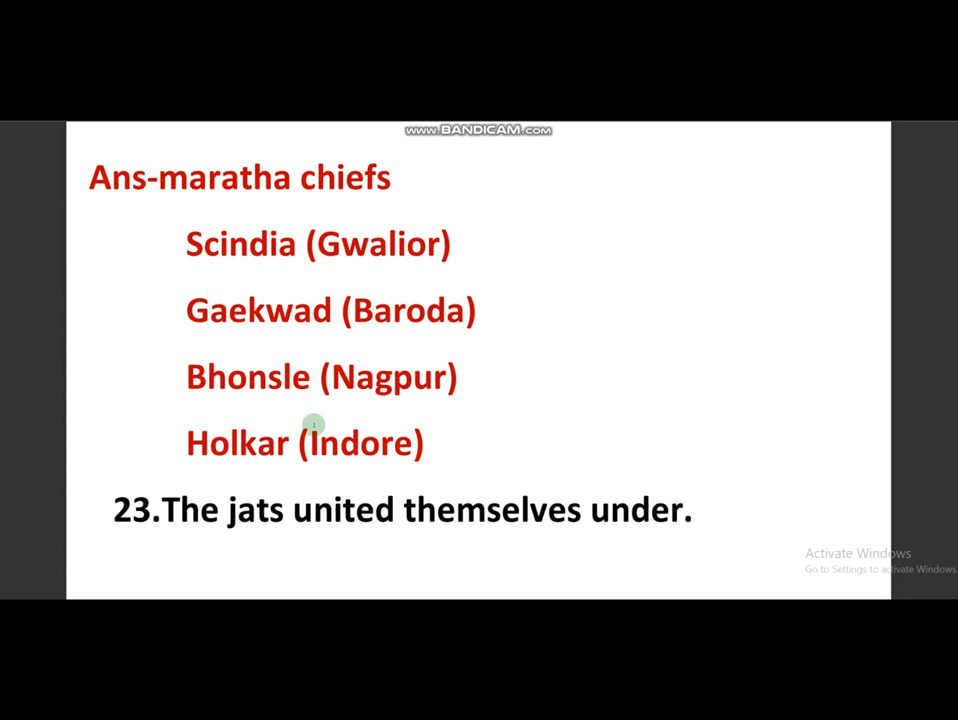 www.BANDICAM.com
Ans-maratha chiefs
Scindia (Gwalior)
Gaekwad (Baroda)
Bhonsle (Nagpur)
Holkar (Indore)
23.The jats united themselves under.
Activate Windows
Go to Settings to activate Windows.